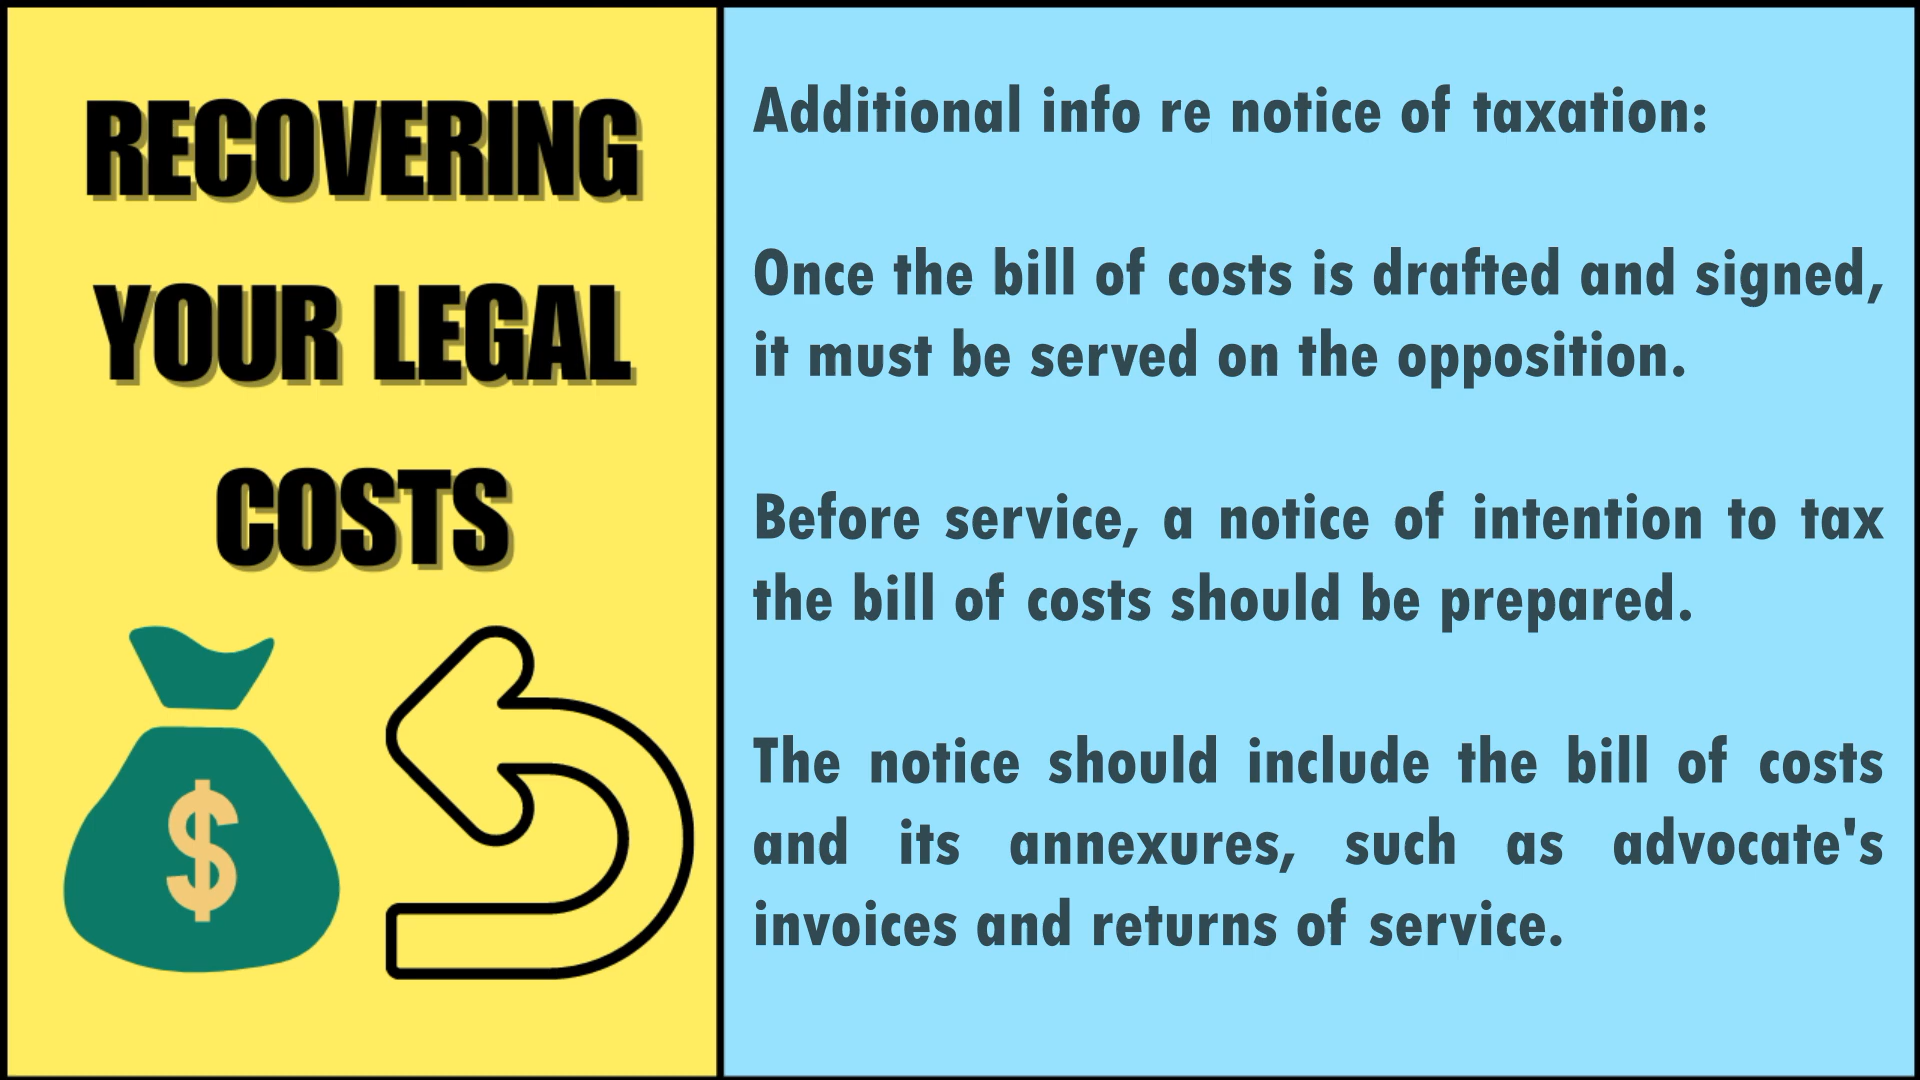 RECOVERING
YOUR LEGAL
COSTS
$
Additional info re notice of taxation:
Once the bill of costs is drafted and signed,
it must be served on the opposition.
Before service, a notice of intention to tax
the bill of costs should be prepared.
The notice should include the bill of costs
and its annexures, such as advocate's
invoices and returns of service.